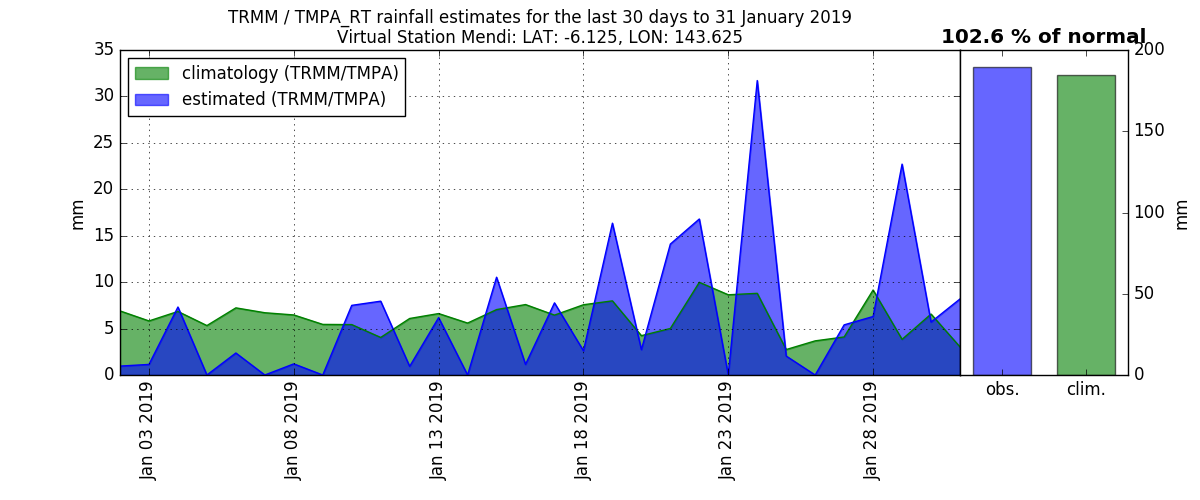 TRMM / TMPA_RT rainfall estimates for the last 30 days to 31 January 2019
Virtual Station Mendi: LAT: -6.125, LON: 143.625
102.6 % of normal
climatology (TRMM/TMPA)
estimated (TRMM/TMPA)
mm
35
30
25
20
15
10
5
0
Jan 03 2019
Jan 08 2019
Jan 13 2019
Jan 18 2019
Jan 23 2019
Jan 28 2019
obs.
clim.
200
150
100
50
0
mm